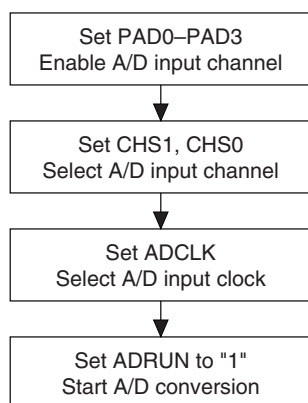 Set PAD0–PAD3
Enable A/D input channel
Set CHS1, CHS0
Select A/D input channel
Set ADCLK
Select A/D input clock
Set ADRUN to "1"
Start A/D conversion